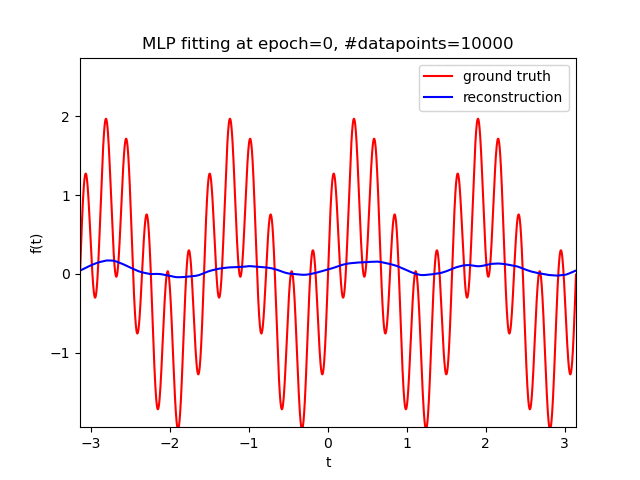 MLP fitting at epoch=0, #datapoints=10000
ground truth
reconstruction
f(t)
2
1
0
−1
−3 −2 −1 0 1 2 3
t